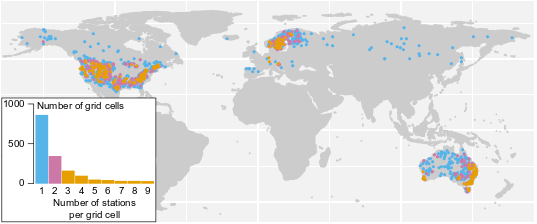 Number of grid cells
1000
500
0
1 2 3 4 5 6 7 8 9
Number of stations
per grid cell